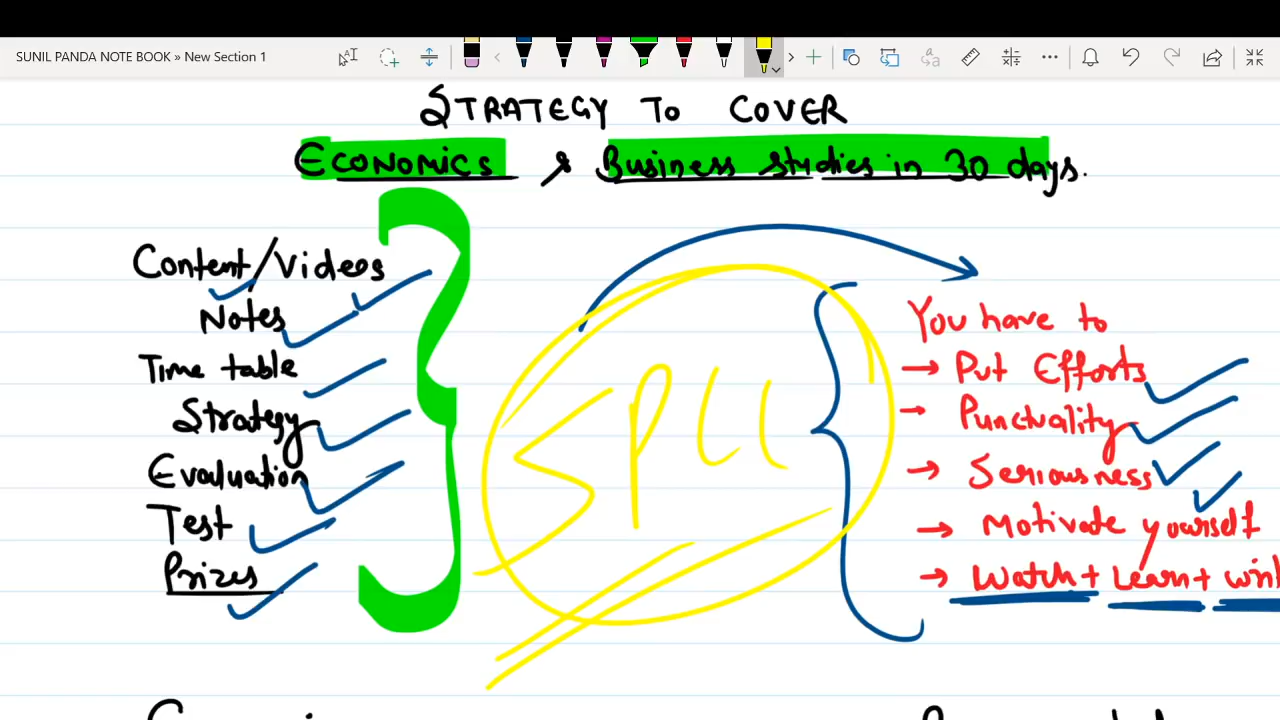 SUNIL PANDA NOTE BOOK » New Section 1
STRATEGY TO COVER
ECONOMICS & Business studies in 30 days.
Content/Videos
Notes
Time table
Strategy
Evaluation
Test
Prizes
SPCC
You have to
→ Put Efforts
→ Punctuality
→ Seriousness
→ Motivate yourself
→ Watch + Learn +